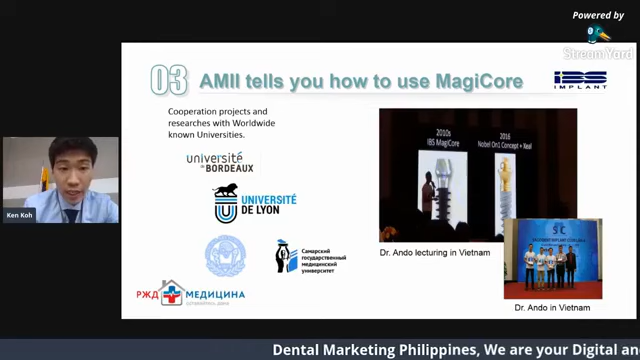 Powered by
StreamYard
03 AMII tells you how to use MagiCore
IBS
IMPLANT
Cooperation projects and
researches with Worldwide
known Universities.
université
de BORDEAUX
UNIVERSITÉ
DE LYON
Самарский
государственный
медицинский
университет
РЖД МЕДИЦИНА
2010s
IBS MagiCore
2016
Nobel On1 Concept + Xeal
Dr. Ando lecturing in Vietnam
Dr. Ando in Vietnam
Ken Koh
Dental Marketing Philippines, We are your Digital an